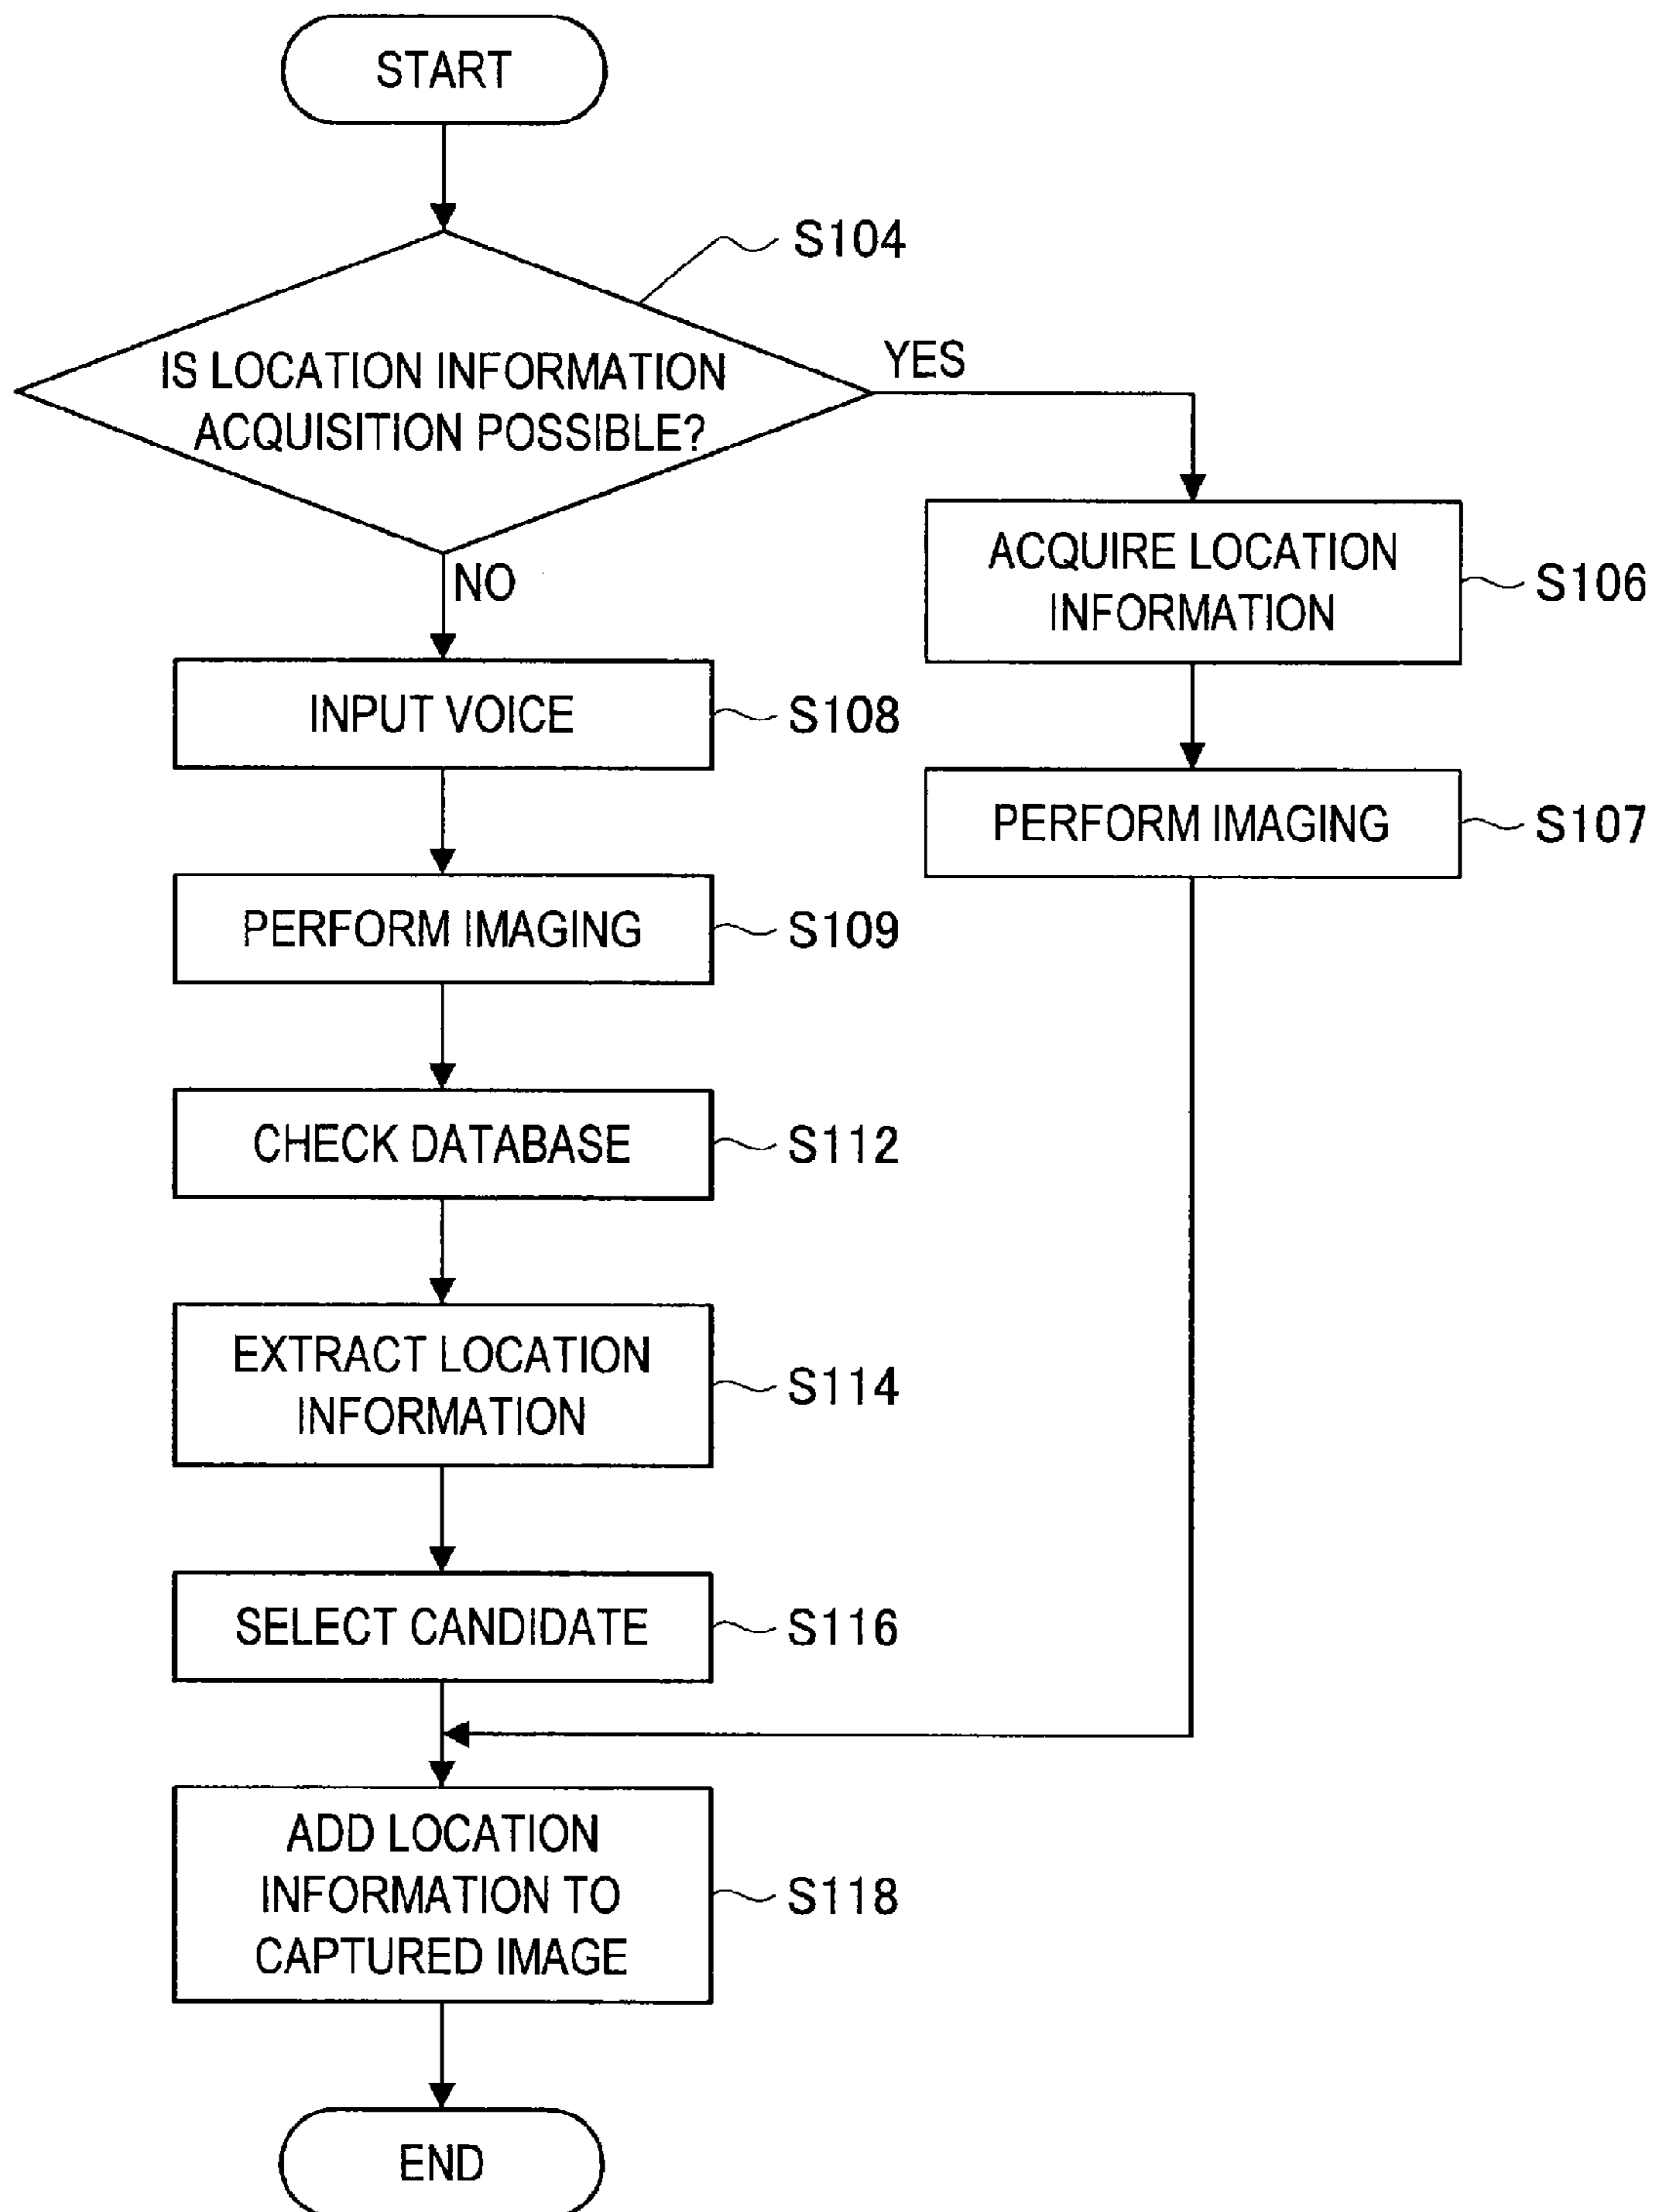 START
S104
IS LOCATION INFORMATION
ACQUISITION POSSIBLE?
YES
NO
ACQUIRE LOCATION
INFORMATION
S106
INPUT VOICE
S108
PERFORM IMAGING
S107
PERFORM IMAGING
S109
CHECK DATABASE
S112
EXTRACT LOCATION
INFORMATION
S114
SELECT CANDIDATE
S116
ADD LOCATION
INFORMATION TO
CAPTURED IMAGE
S118
END